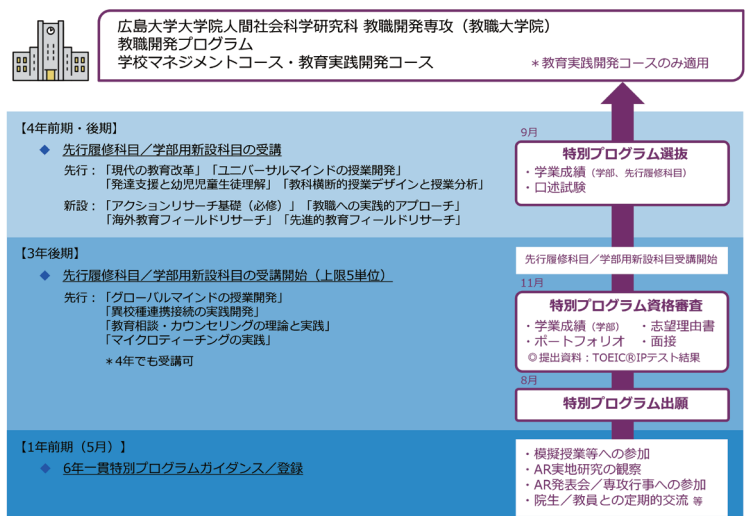 広島大学大学院人間社会科学研究科 教職開発専攻（教職大学院）
教職開発プログラム
学校マネジメントコース・教育実践開発コース
＊教育実践開発コースのみ適用
【4年前期・後期】
◆ 先行履修科目／学部用新設科目の受講
先行：「現代の教育改革」「ユニバーサルマインドの授業開発」
「発達支援と幼児児童生徒理解」「教科横断的授業デザインと授業分析」
新設：「アクションリサーチ基礎（必修）」「教職への実践的アプローチ」
「海外教育フィールドリサーチ」「先進的教育フィールドリサーチ」
9月
特別プログラム選抜
・学業成績（学部、先行履修科目）
・口述試験
【3年後期】
◆ 先行履修科目／学部用新設科目の受講開始（上限5単位）
先行：「グローバルマインドの授業開発」
「異校種連携接続の実践開発」
「教育相談・カウンセリングの理論と実践」
「マイクロティーチングの実践」
＊4年でも受講可
先行履修科目／学部用新設科目受講開始
11月
特別プログラム資格審査
・学業成績（学部） ・志望理由書
・ポートフォリオ ・面接
◎提出資料：TOEIC®IPテスト結果
8月
特別プログラム出願
【1年前期（5月）】
◆ 6年一貫特別プログラムガイダンス／登録
・模擬授業等への参加
・AR実地研究の観察
・AR発表会／専攻行事への参加
・院生／教員との定期的交流 等